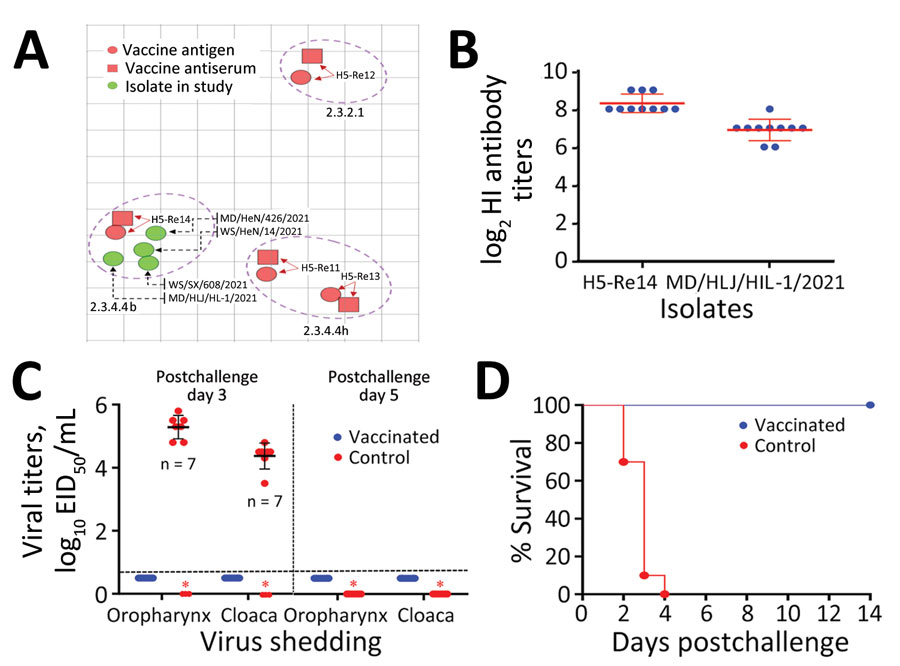 A
Vaccine antigen
Vaccine antiserum
Isolate in study
H5-Re12
2.3.2.1
H5-Re14
MD/HeN/426/2021
WS/HeN/14/2021
WS/SX/608/2021
MD/HLJ/HL-1/2021
2.3.4.4b
H5-Re11
H5-Re13
2.3.4.4h
B
log2 HI antibody
titers
10
8
6
4
2
0
H5-Re14 MD/HLJ/HIL-1/2021
Isolates
C
Postchallenge
day 3
Postchallenge
day 5
Viral titers,
log10 EID50/mL
6
4
2
0
n = 7
n = 7
Vaccinated
Control
* * * *
Oropharynx Cloaca Oropharynx Cloaca
Virus shedding
D
% Survival
100
80
60
40
20
0
Vaccinated
Control
0 2 4 6 8 10 12 14
Days postchallenge